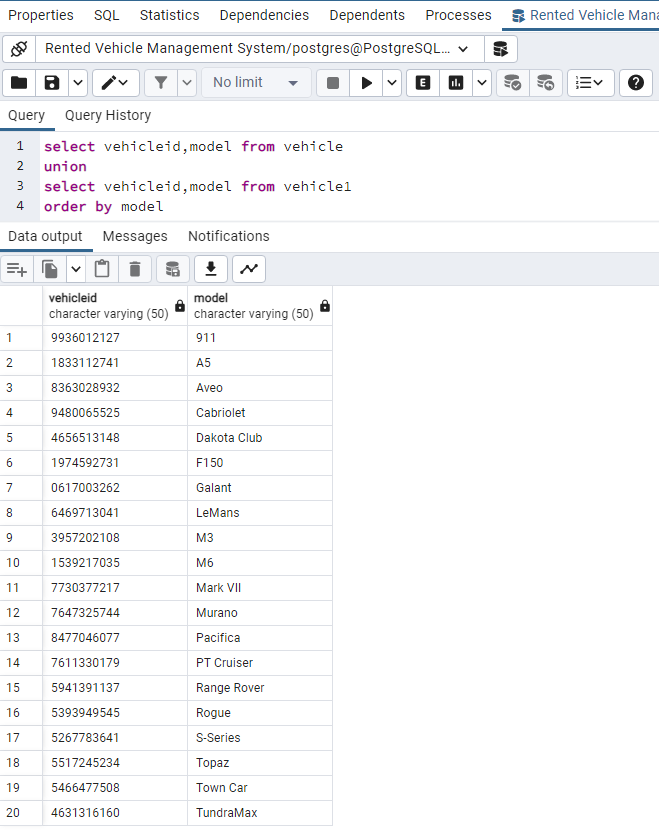 Properties SQL Statistics Dependencies Dependents Processes Rented Vehicle Mana
Rented Vehicle Management System/postgres@PostgreSQL...
No limit E ?
Query Query History
1 select vehicleid,model from vehicle
2 union
3 select vehicleid,model from vehicle1
4 order by model
Data output Messages Notifications
vehicleid model
character varying (50) character varying (50)
1 9936012127 911
2 1833112741 A5
3 8363028932 Aveo
4 9480065525 Cabriolet
5 4656513148 Dakota Club
6 1974592731 F150
7 0617003262 Galant
8 6469713041 LeMans
9 3957202108 M3
10 1539217035 M6
11 7730377217 Mark VII
12 7647325744 Murano
13 8477046077 Pacifica
14 7611330179 PT Cruiser
15 5941391137 Range Rover
16 5393949545 Rogue
17 5267783641 S-Series
18 5517245234 Topaz
19 5466477508 Town Car
20 4631316160 TundraMax